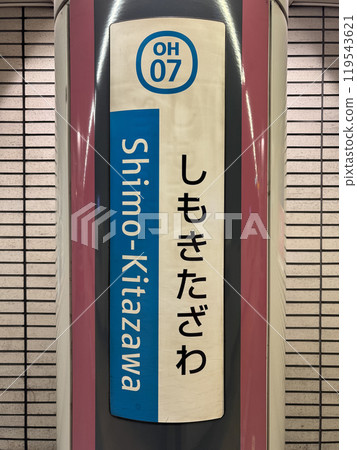 OH
07
しもきたざわ
Shimo-Kitazawa
PIXTA
pixta.jp - 119543621